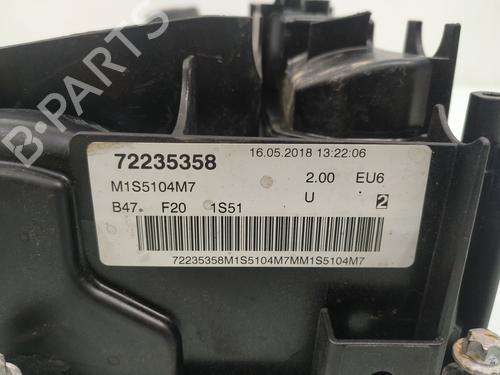 B-PARTS
72235358 16.05.2018 13:22:06
M1S5104M7 2.00 EU6
B47 F20 1S51 U 2
72235358M1S5104M7MM1S5104M7